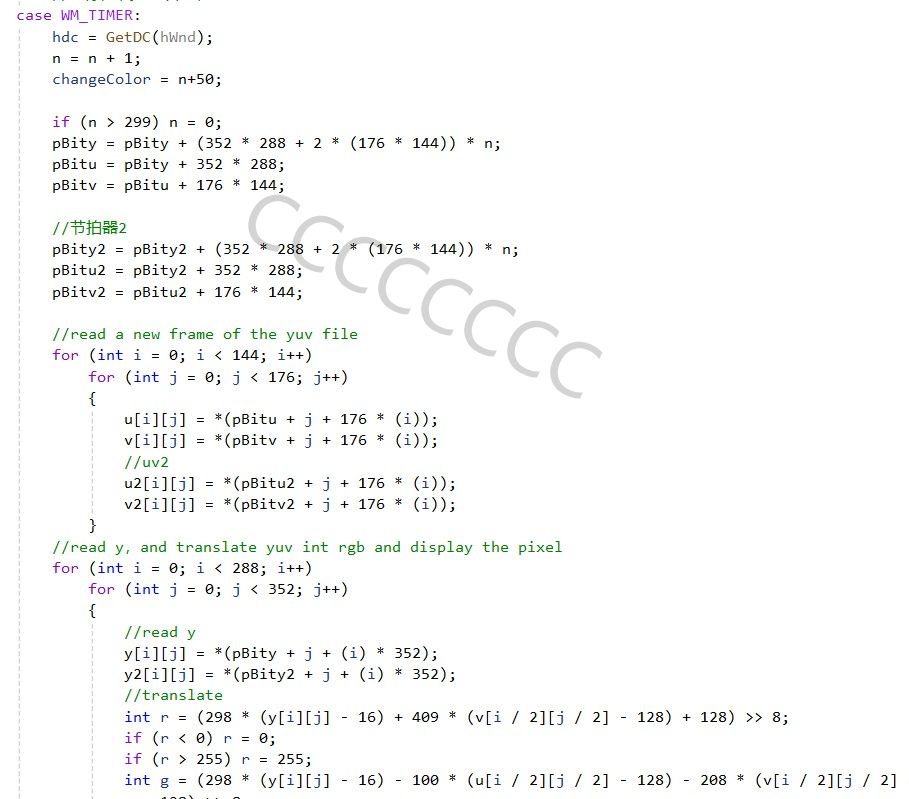 case WM_TIMER:
hdc = GetDC(hWnd);
n = n + 1;
changeColor = n+50;
if (n > 299) n = 0;
pBity = pBity + (352 * 288 + 2 * (176 * 144)) * n;
pBitu = pBity + 352 * 288;
pBitv = pBitu + 176 * 144;
//节拍器2
pBity2 = pBity2 + (352 * 288 + 2 * (176 * 144)) * n;
pBitu2 = pBity2 + 352 * 288;
pBitv2 = pBitu2 + 176 * 144;
CCCCCCCC
//read a new frame of the yuv file
for (int i = 0; i < 144; i++)
for (int j = 0; j < 176; j++)
{
u[i][j] = *(pBitu + j + 176 * (i));
v[i][j] = *(pBitv + j + 176 * (i));
//uv2
u2[i][j] = *(pBitu2 + j + 176 * (i));
v2[i][j] = *(pBitv2 + j + 176 * (i));
}
//read y, and translate yuv int rgb and display the pixel
for (int i = 0; i < 288; i++)
for (int j = 0; j < 352; j++)
{
//read y
y[i][j] = *(pBity + j + (i) * 352);
y2[i][j] = *(pBity2 + j + (i) * 352);
//translate
int r = (298 * (y[i][j] - 16) + 409 * (v[i / 2][j / 2] - 128) + 128) >> 8;
if (r < 0) r = 0;
if (r > 255) r = 255;
int g = (298 * (y[i][j] - 16) - 100 * (u[i / 2][j / 2] - 128) - 208 * (v[i / 2][j / 2]